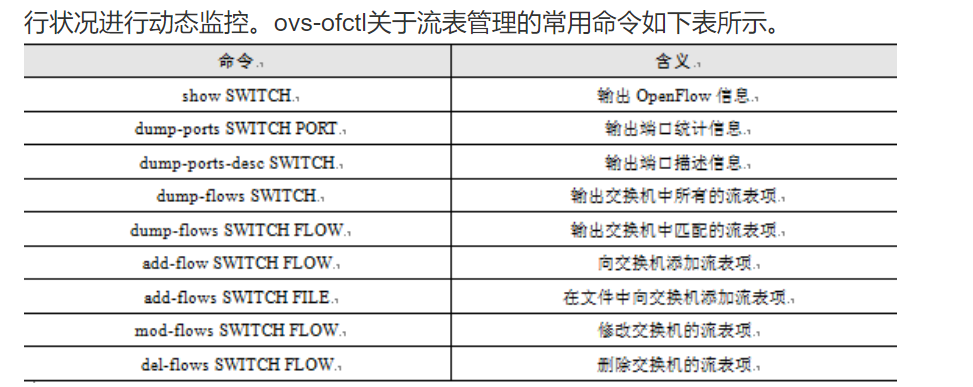 行状况进行动态监控。ovs-ofctl关于流表管理的常用命令如下表所示。
命令 含义
show SWITCH 输出 OpenFlow 信息
dump-ports SWITCH PORT 输出端口统计信息
dump-ports-desc SWITCH 输出端口描述信息
dump-flows SWITCH 输出交换机中所有的流表项
dump-flows SWITCH FLOW 输出交换机中匹配的流表项
add-flow SWITCH FLOW 向交换机添加流表项
add-flows SWITCH FILE 在文件中向交换机添加流表项
mod-flows SWITCH FLOW 修改交换机的流表项
del-flows SWITCH FLOW 删除交换机的流表项